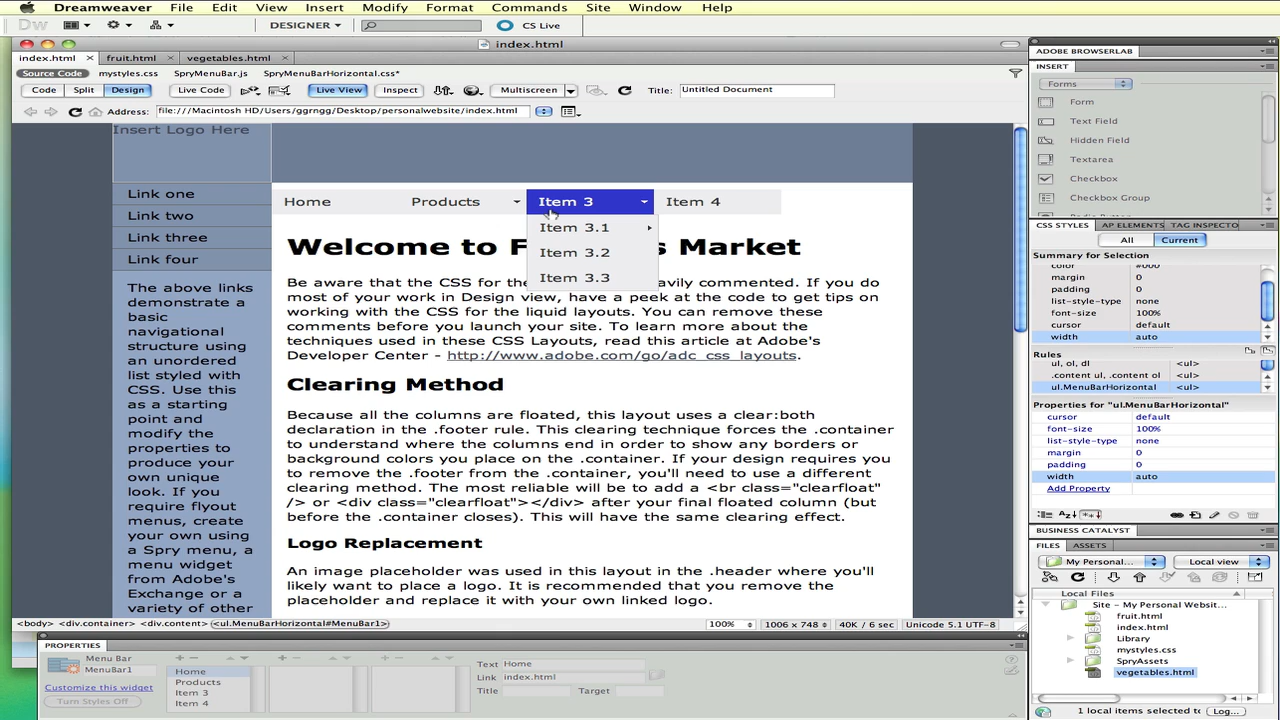 Dreamweaver File Edit View Insert Modify Format Commands Site Window Help
Dw DESIGNER CS Live
index.html
index.html fruit.html vegetables.html
Source Code mystyles.css SpryMenuBar.js SpryMenuBarHorizontal.css*
Code Split Design Live Code Live View Inspect Multiscreen Title: Untitled Document
Address: file:///Macintosh HD/Users/ggrngg/Desktop/personalwebsite/index.html
Insert Logo Here
Link one
Link two
Link three
Link four
The above links
demonstrate a
basic
navigational
structure using
an unordered
list styled with
CSS. Use this
as a starting
point and
modify the
properties to
produce your
own unique
look. If you
require flyout
menus, create
your own using
a Spry menu, a
menu widget
from Adobe's
Exchange or a
variety of other
Home Products Item 3 Item 4
Item 3.1
Item 3.2
Item 3.3
Welcome to F s Market
Be aware that the CSS for the eavily commented. If you do
most of your work in Design view, have a peek at the code to get tips on
working with the CSS for the liquid layouts. You can remove these
comments before you launch your site. To learn more about the
techniques used in these CSS Layouts, read this article at Adobe's
Developer Center - http://www.adobe.com/go/adc_css_layouts.
Clearing Method
Because all the columns are floated, this layout uses a clear:both
declaration in the .footer rule. This clearing technique forces the .container
to understand where the columns end in order to show any borders or
background colors you place on the .container. If your design requires you
to remove the .footer from the .container, you'll need to use a different
clearing method. The most reliable will be to add a <br class="clearfloat"
/> or <div class="clearfloat"></div> after your final floated column (but
before the .container closes). This will have the same clearing effect.
Logo Replacement
An image placeholder was used in this layout in the .header where you'll
likely want to place a logo. It is recommended that you remove the
placeholder and replace it with your own linked logo.
<body> <div.container> <div.content> <ul.MenuBarHorizontal#MenuBar1> 100% 1006 x 748 40K / 6 sec Unicode 5.1 UTF-8
PROPERTIES
Menu Bar
MenuBar1
Customize this widget
Turn Styles Off
Home
Products
Item 3
Item 4
Text Home
Link index.html
Title Target
ADOBE BROWSERLAB
INSERT
Forms
Form
Text Field
Hidden Field
Textarea
Checkbox
Checkbox Group
Radio Button
CSS STYLES AP ELEMENTS TAG INSPECTO
All Current
Summary for Selection
color #000
margin 0
padding 0
list-style-type none
font-size 100%
cursor default
width auto
Rules
ul, ol, dl <ul>
.content ul, .content ol <ul>
ul.MenuBarHorizontal <ul>
Properties for "ul.MenuBarHorizontal"
cursor default
font-size 100%
list-style-type none
margin 0
padding 0
width auto
Add Property
BUSINESS CATALYST
FILES ASSETS
My Personal... Local view
Local Files
Site - My Personal Websit...
fruit.html
index.html
Library
mystyles.css
SpryAssets
vegetables.html
1 local items selected to Log...